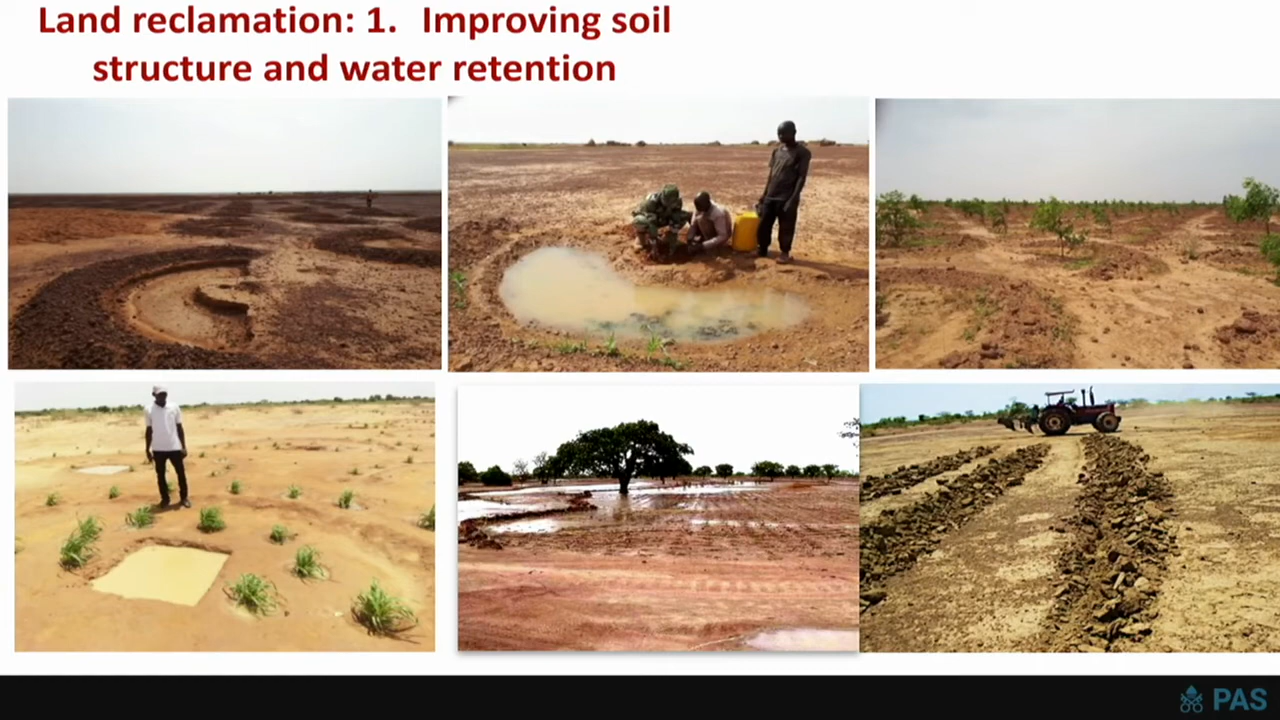 Land reclamation: 1. Improving soil
structure and water retention
PAS